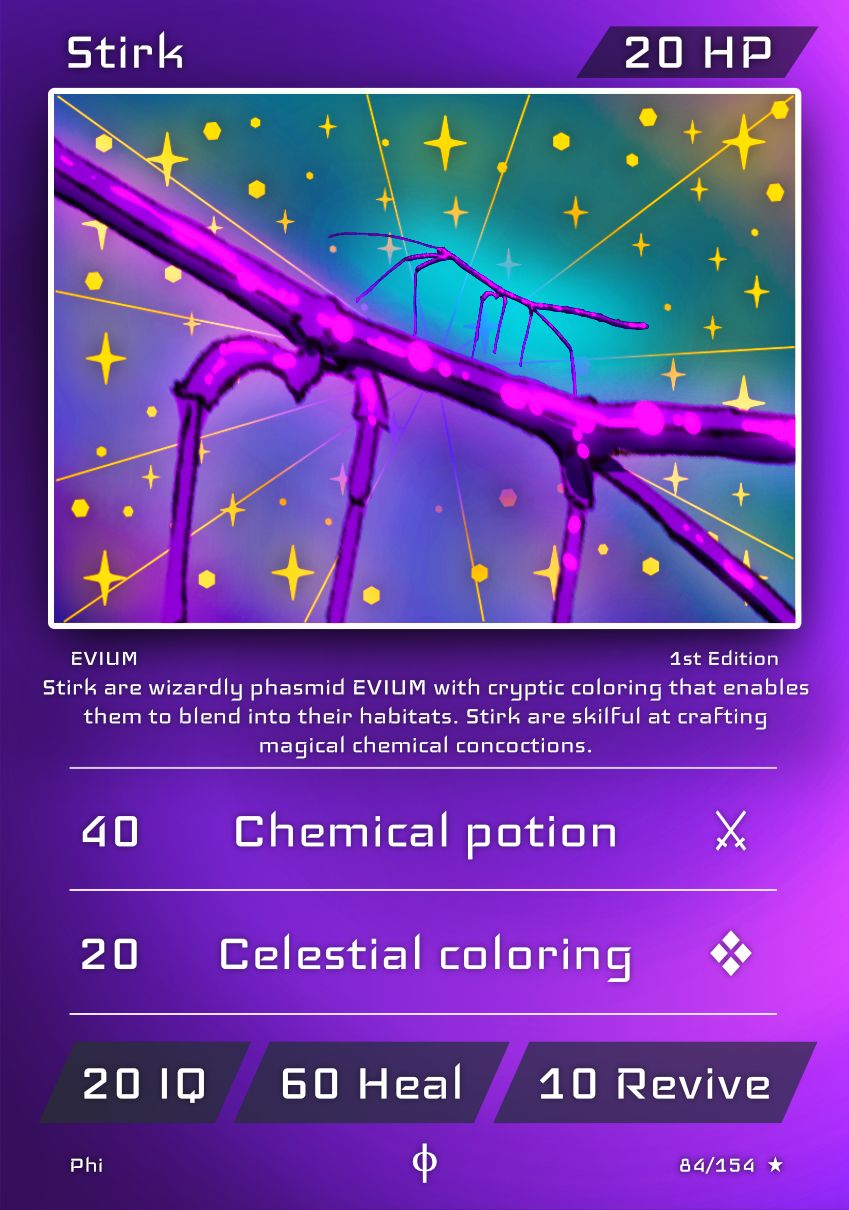 Stirk
20 HP
EVIUM
1st Edition
Stirk are wizardly phasmid EVIUM with cryptic coloring that enables
them to blend into their habitats. Stirk are skilful at crafting
magical chemical concoctions.
40 Chemical potion
20 Celestial coloring
20 IQ
60 Heal
10 Revive
Phi
ϕ
84/154 ★